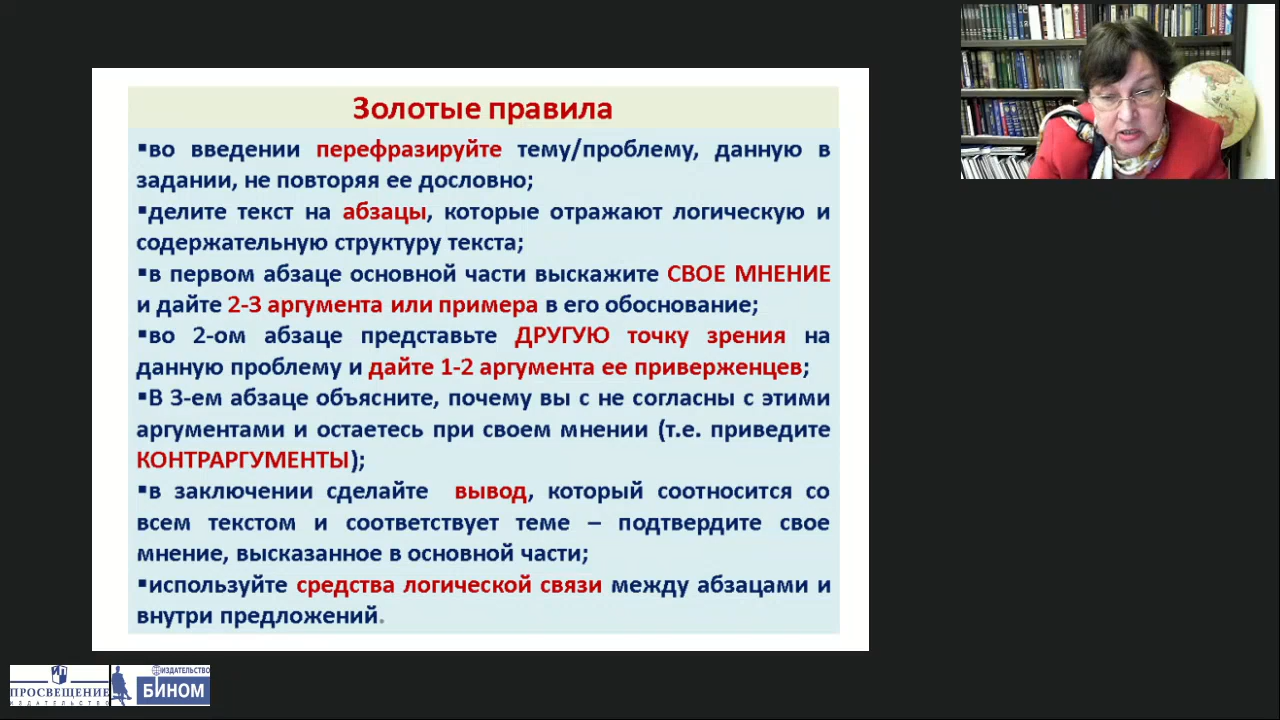 Золотые правила
▪во введении перефразируйте тему/проблему, данную в
задании, не повторяя ее дословно;
▪делите текст на абзацы, которые отражают логическую и
содержательную структуру текста;
▪в первом абзаце основной части выскажите СВОЕ МНЕНИЕ
и дайте 2-3 аргумента или примера в его обоснование;
▪во 2-ом абзаце представьте ДРУГУЮ точку зрения на
данную проблему и дайте 1-2 аргумента ее приверженцев;
▪В 3-ем абзаце объясните, почему вы с не согласны с этими
аргументами и остаетесь при своем мнении (т.е. приведите
КОНТРАРГУМЕНТЫ);
▪в заключении сделайте вывод, который соотносится со
всем текстом и соответствует теме – подтвердите свое
мнение, высказанное в основной части;
▪используйте средства логической связи между абзацами и
внутри предложений.
ПРОСВЕЩЕНИЕ
ИЗДАТЕЛЬСТВО
ИЗДАТЕЛЬСТВО
БИНОМ